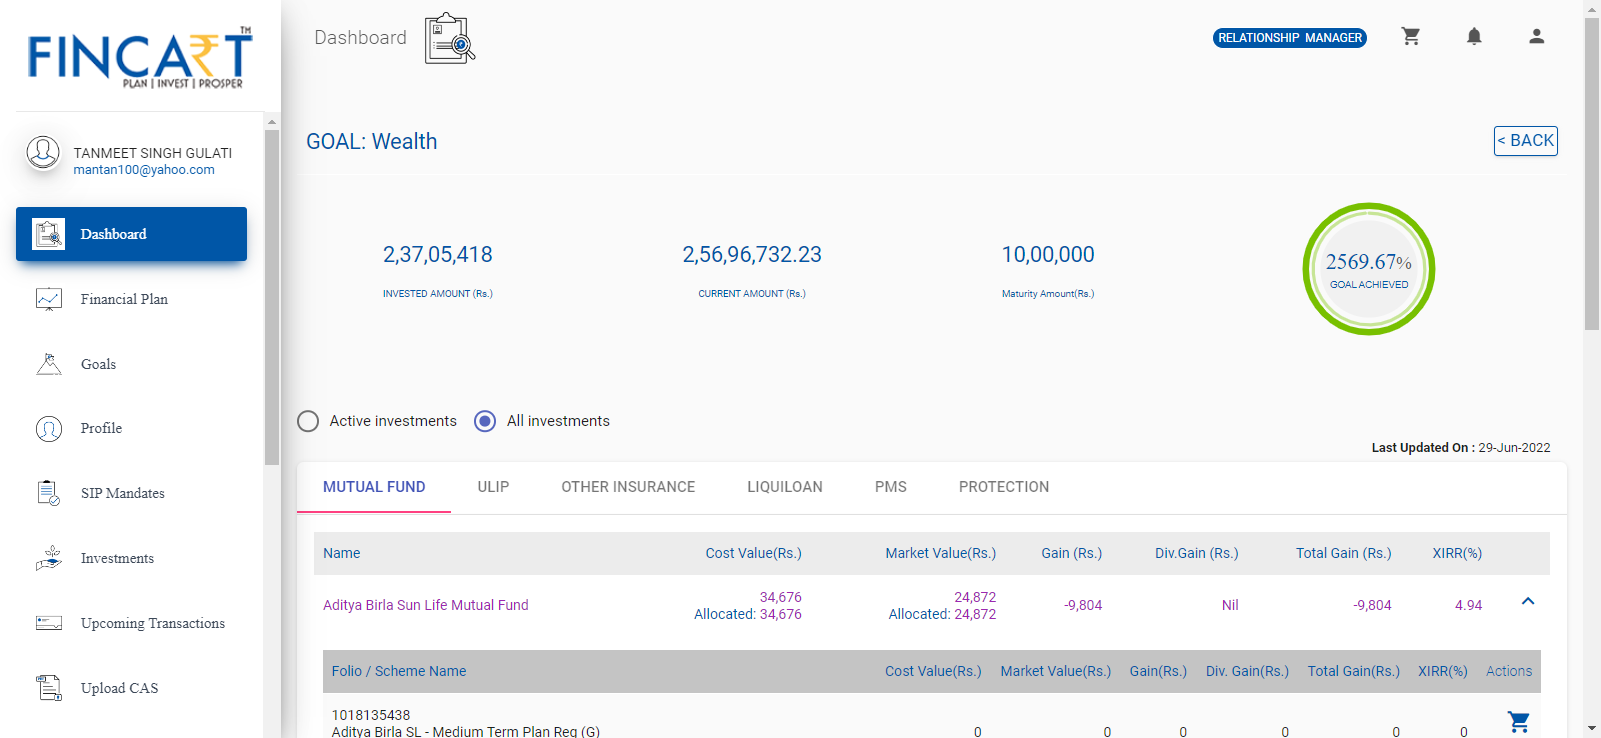 FINCART TM
PLAN | INVEST | PROSPER
Dashboard
RELATIONSHIP MANAGER
TANMEET SINGH GULATI
mantan100@yahoo.com
Dashboard
Financial Plan
Goals
Profile
SIP Mandates
Investments
Upcoming Transactions
Upload CAS
GOAL: Wealth
< BACK
2,37,05,418
INVESTED AMOUNT (Rs.)
2,56,96,732.23
CURRENT AMOUNT (Rs.)
10,00,000
Maturity Amount(Rs.)
2569.67%
GOAL ACHIEVED
Active investments All investments
Last Updated On : 29-Jun-2022
MUTUAL FUND ULIP OTHER INSURANCE LIQUILOAN PMS PROTECTION
Name Cost Value(Rs.) Market Value(Rs.) Gain (Rs.) Div.Gain (Rs.) Total Gain (Rs.) XIRR(%)
34,676 24,872
Aditya Birla Sun Life Mutual Fund -9,804 Nil -9,804 4.94
Allocated: 34,676 Allocated: 24,872
Folio / Scheme Name Cost Value(Rs.) Market Value(Rs.) Gain(Rs.) Div. Gain(Rs.) Total Gain(Rs.) XIRR(%) Actions
1018135438
Aditya Birla SL - Medium Term Plan Reg (G) 0 0 0 0 0 0